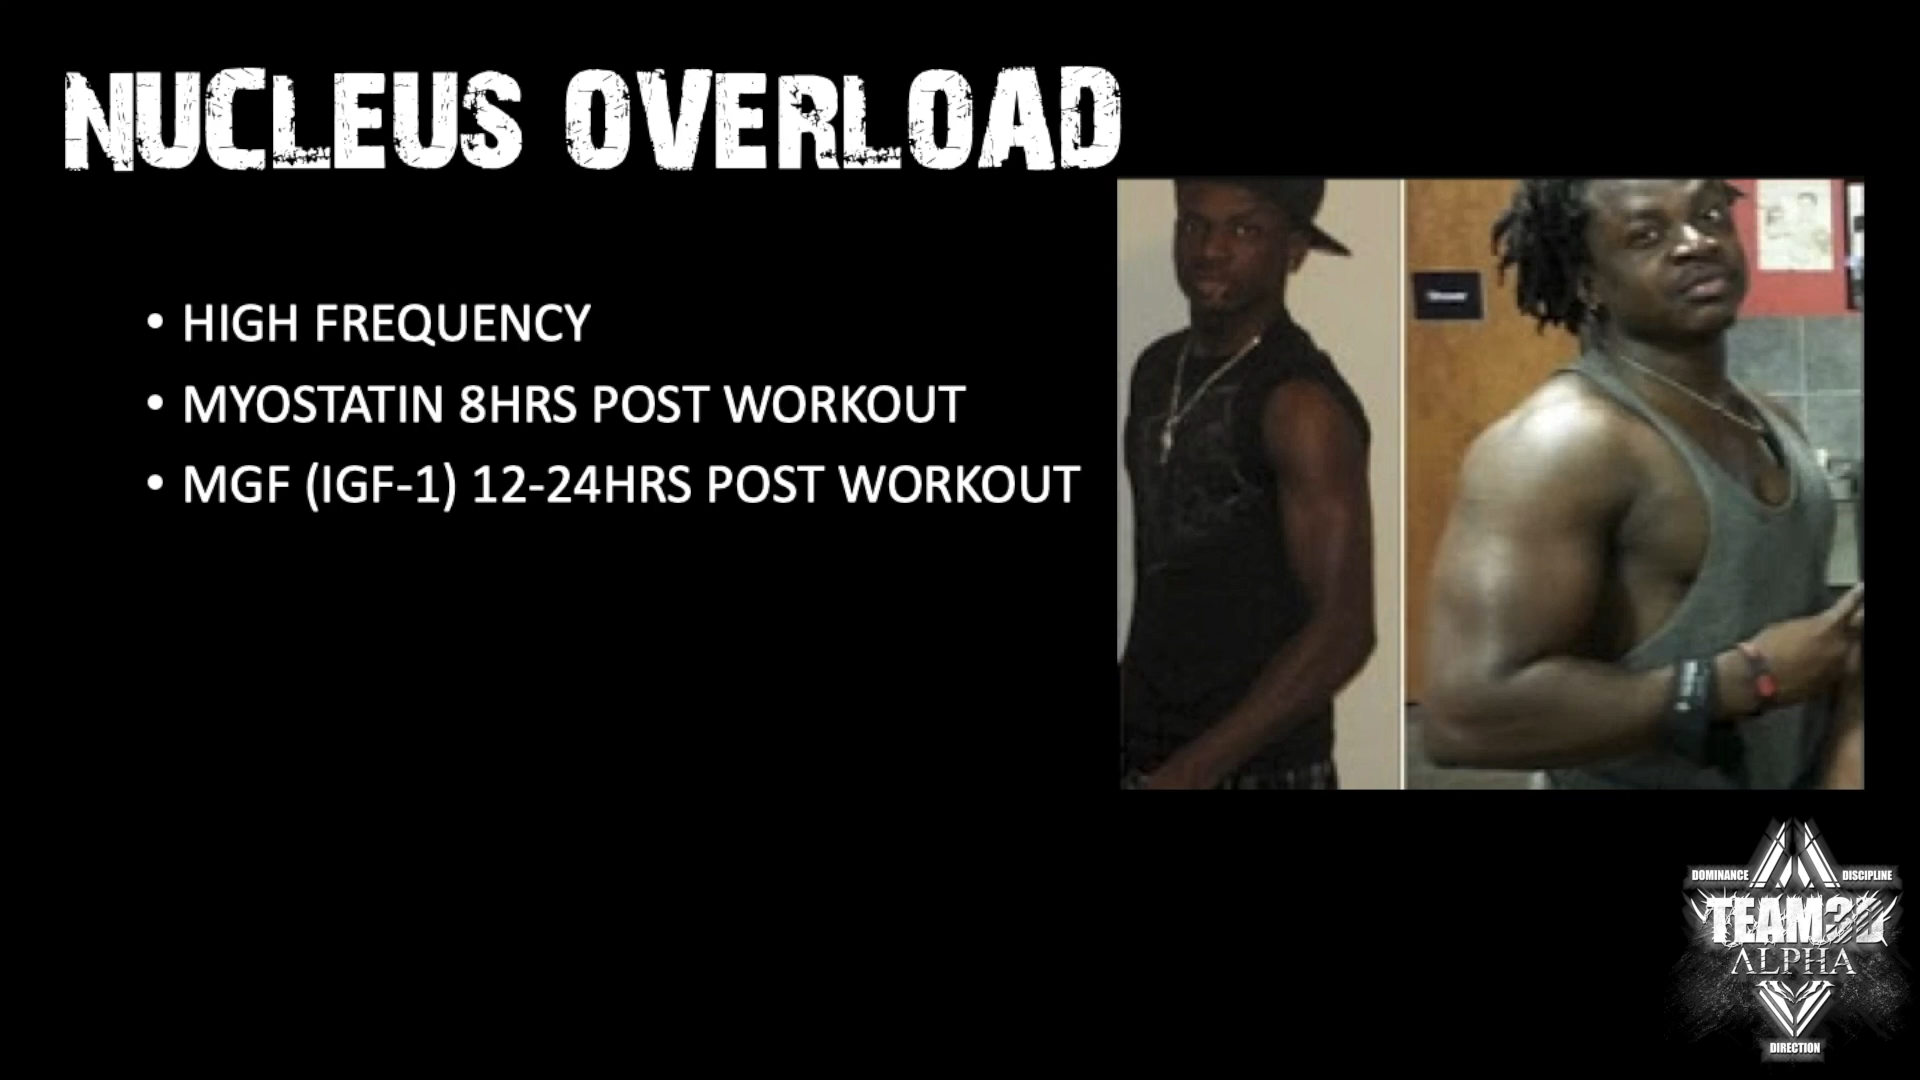 NUCLEUS OVERLOAD
• HIGH FREQUENCY
• MYOSTATIN 8HRS POST WORKOUT
• MGF (IGF-1) 12-24HRS POST WORKOUT
DOMINANCE
DISCIPLINE
TEAM3D
ALPHA
DIRECTION